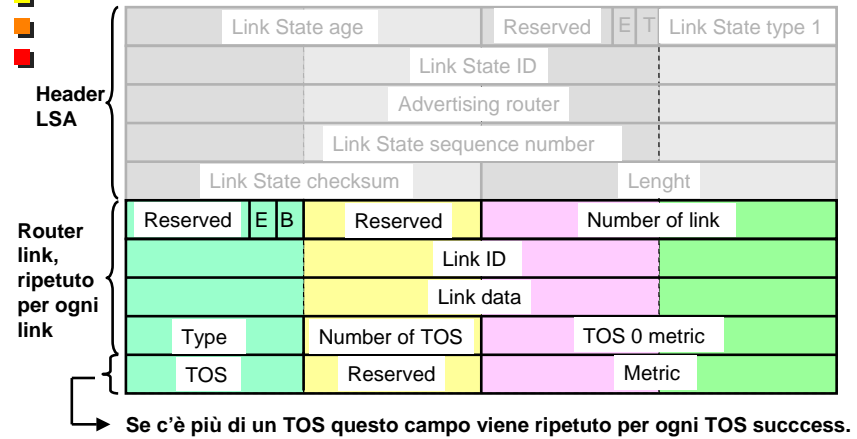 Link State age Reserved E T Link State type 1
Link State ID
Header
LSA
Advertising router
Link State sequence number
Link State checksum Lenght
Router
link,
ripetuto
per ogni
link
Reserved E B Reserved Number of link
Link ID
Link data
Type Number of TOS TOS 0 metric
TOS Reserved Metric
Se c'è più di un TOS questo campo viene ripetuto per ogni TOS succcess.